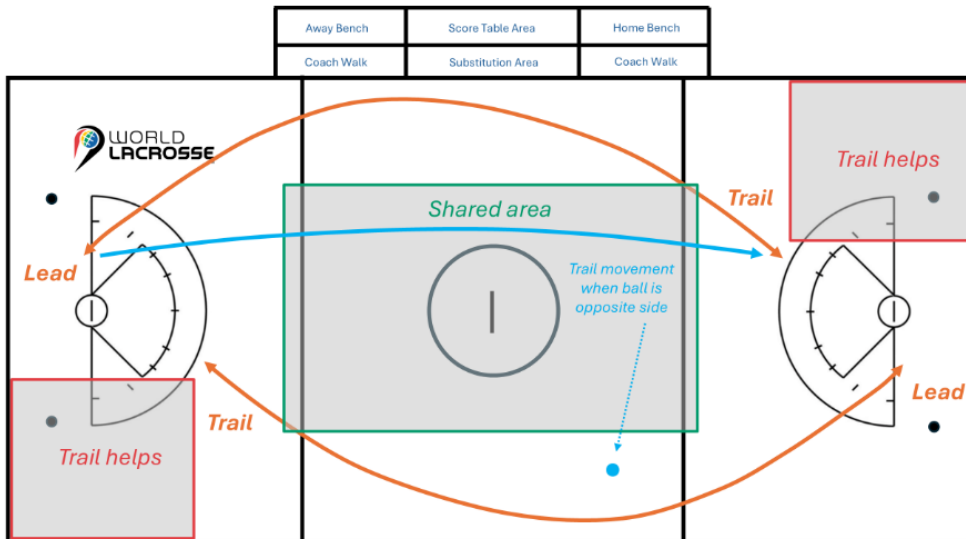 Away Bench
Score Table Area
Home Bench
Coach Walk
Substitution Area
Coach Walk
WORLD
LACROSSE
Trail helps
Trail
Shared area
Lead
Trail movement
when ball is
opposite side
Lead
Trail
Trail helps